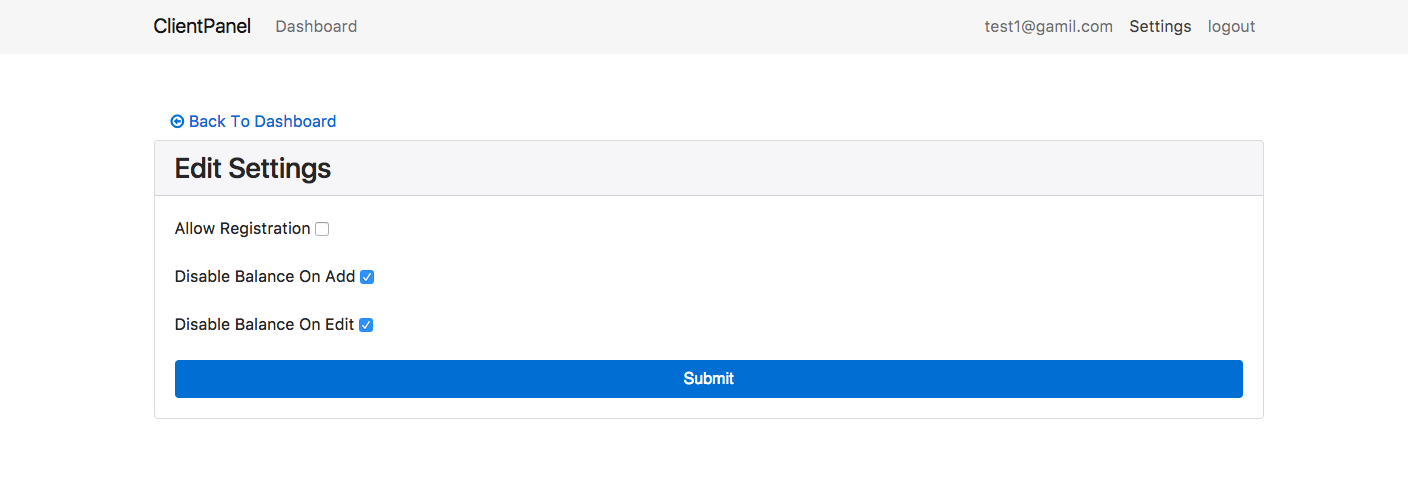 ClientPanel Dashboard test1@gamil.com Settings logout
Back To Dashboard
Edit Settings
Allow Registration
Disable Balance On Add
Disable Balance On Edit
Submit